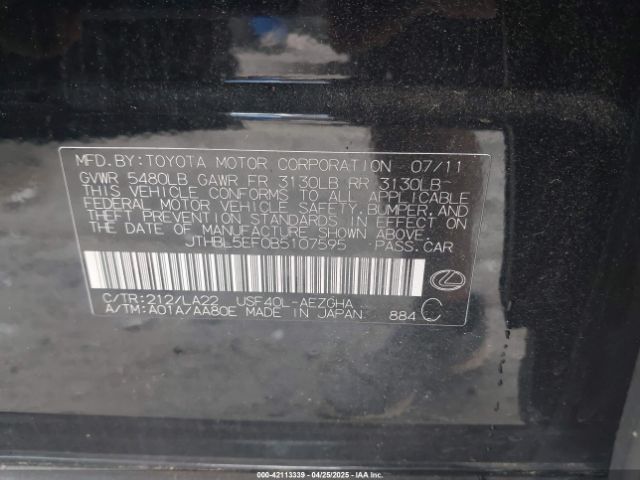 MFD. BY: TOYOTA MOTOR CORPORATION 07/11
GVWR 5480LB GAWR FR 3130LB RR 3130LB
THIS VEHICLE CONFORMS TO ALL APPLICABLE
FEDERAL MOTOR VEHICLE SAFETY, BUMPER, AND
THEFT PREVENTION STANDARDS IN EFFECT ON
THE DATE OF MANUFACTURE SHOWN ABOVE.
JTHBL5EF0B5107595 PASS. CAR
C/TR: 212/LA22 USF40L-AEZGHA
A/TM: A01A/AA80E MADE IN JAPAN 884 C
000-42113339 - 04/25/2025 - IAAI.com